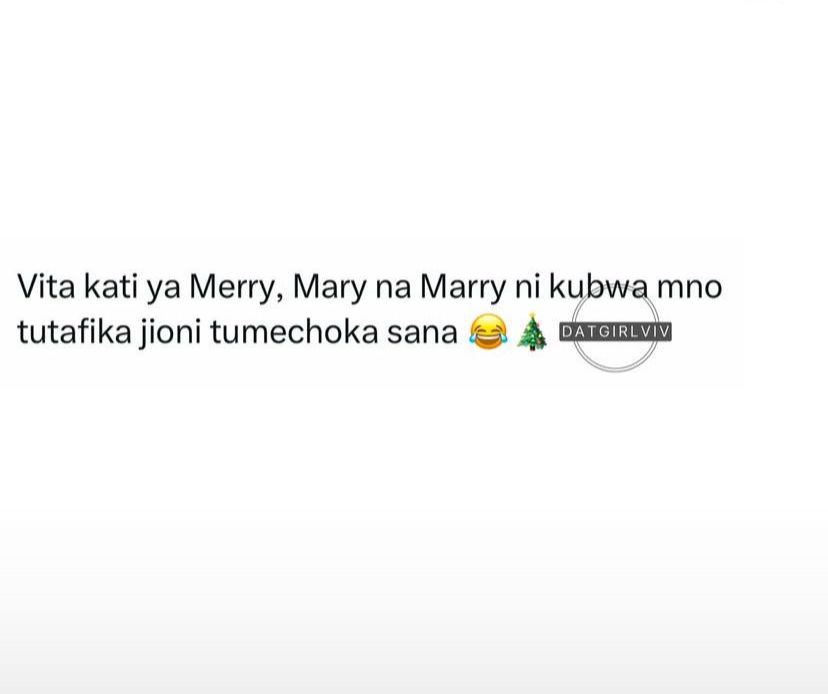 Vita kati ya Merry, Mary na Marry ni kubwa mno
tutafika jioni tumechoka sana 😂🎄
DATGIRLVIV